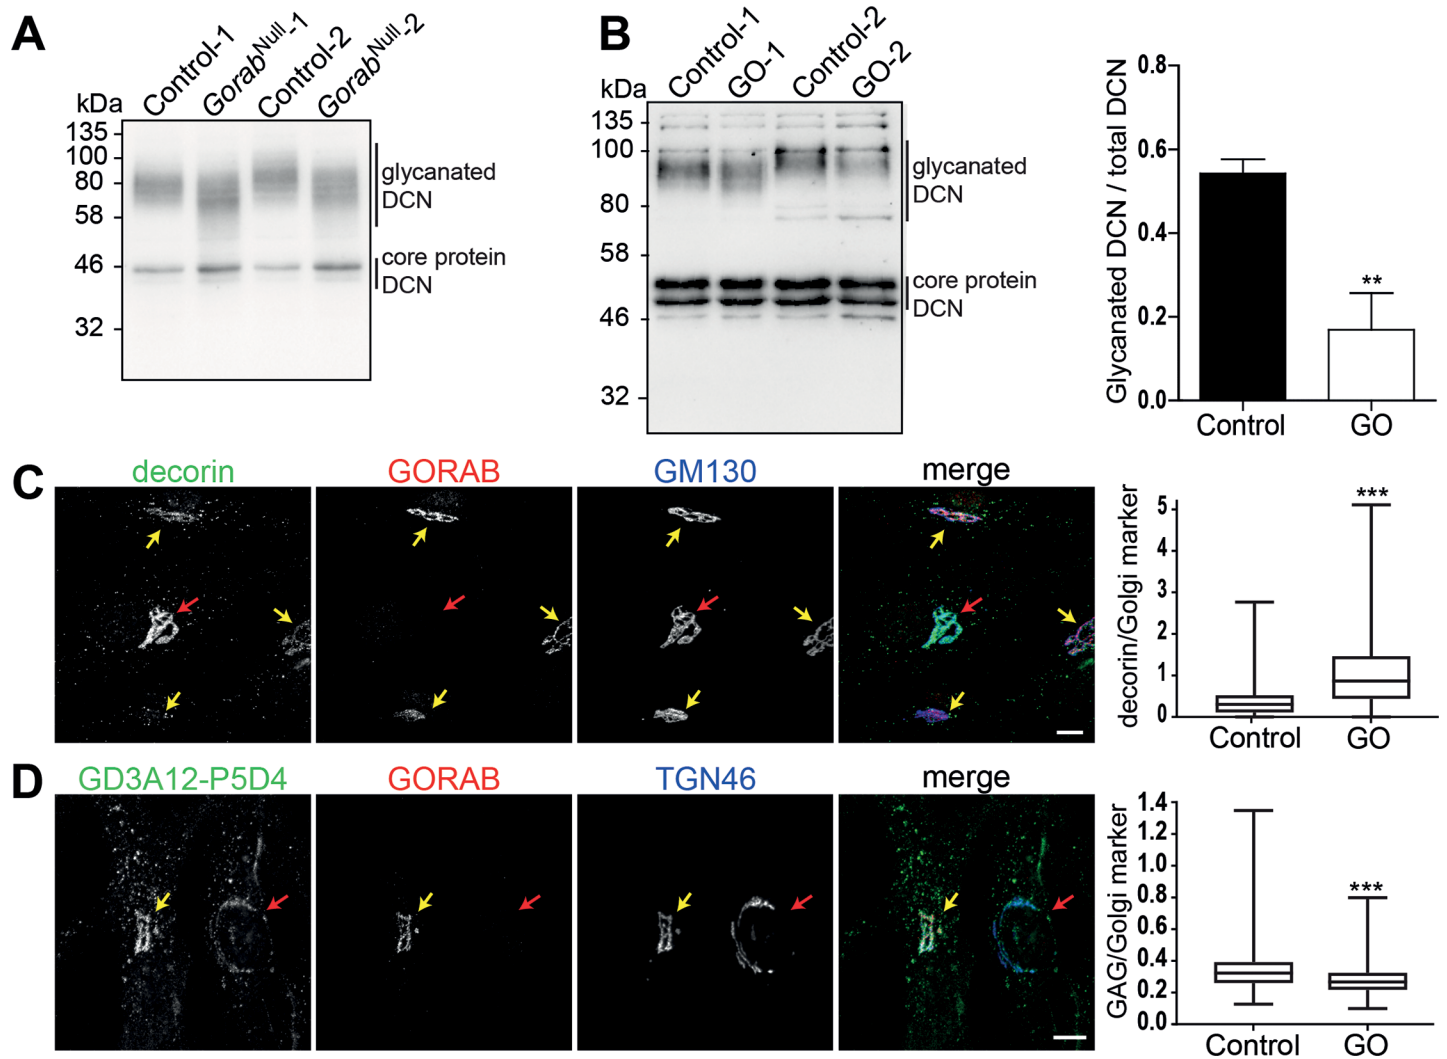 A
kDa
Control-1
GorabNull-1
Control-2
GorabNull-2
135
100
80
58
46
32
glycanated
DCN
core protein
DCN
B
kDa
Control-1
GO-1
Control-2
GO-2
135
100
80
58
46
32
glycanated
DCN
core protein
DCN
Glycanated DCN / total DCN
0.8
0.6
0.4
0.2
0.0
**
Control
GO
C
decorin
GORAB
GM130
merge
decorin/Golgi marker
5
4
3
2
1
0
***
Control
GO
D
GD3A12-P5D4
GORAB
TGN46
merge
GAG/Golgi marker
1.4
1.2
1.0
0.8
0.6
0.4
0.2
0.0
***
Control
GO